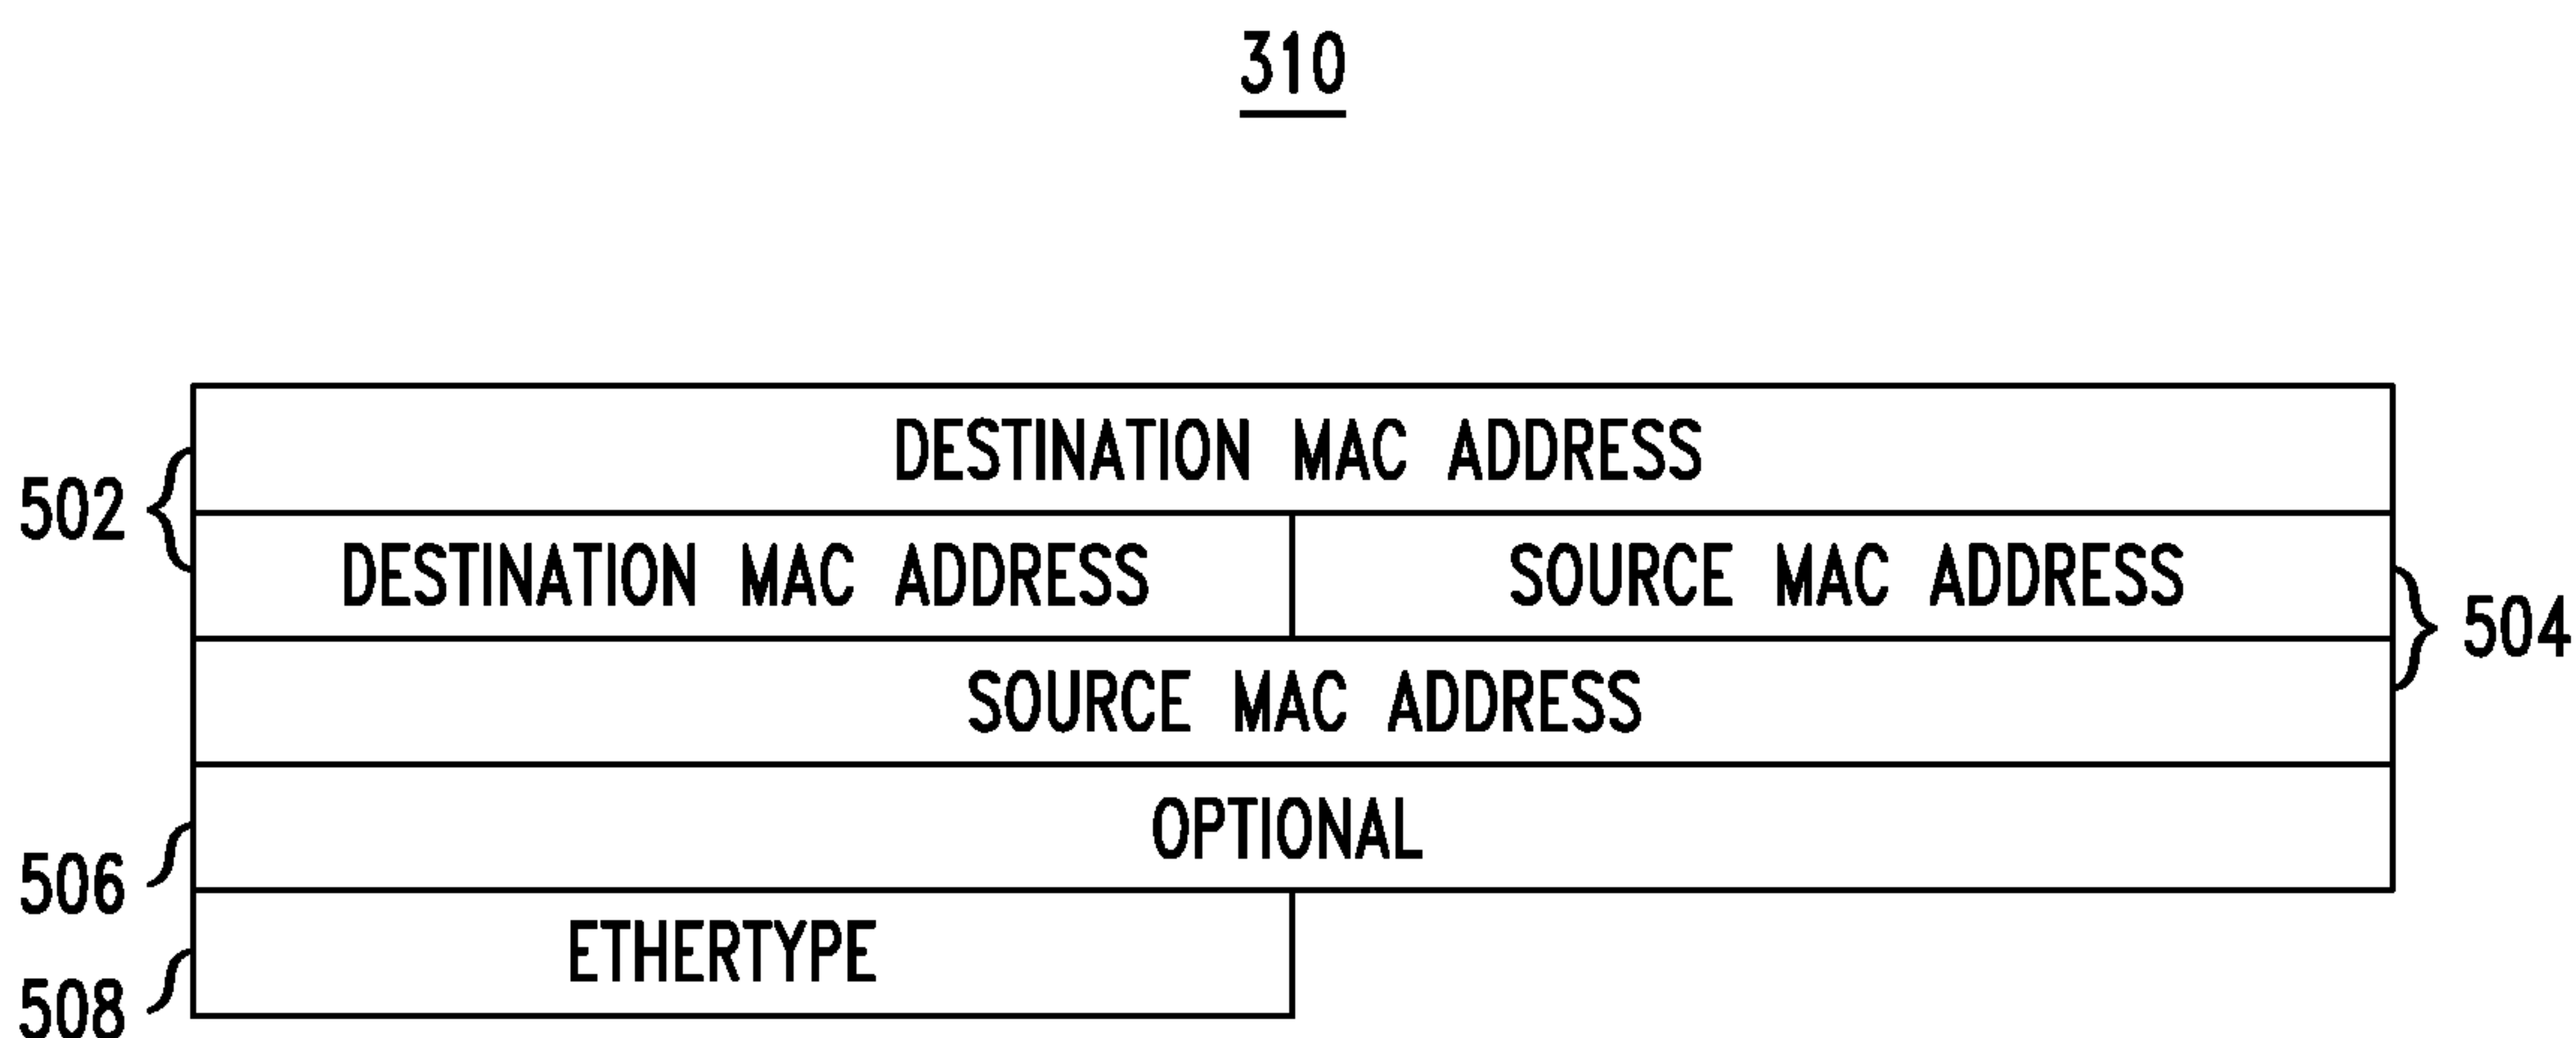 310
DESTINATION MAC ADDRESS
502
DESTINATION MAC ADDRESS SOURCE MAC ADDRESS
504
SOURCE MAC ADDRESS
OPTIONAL
506
ETHERTYPE
508